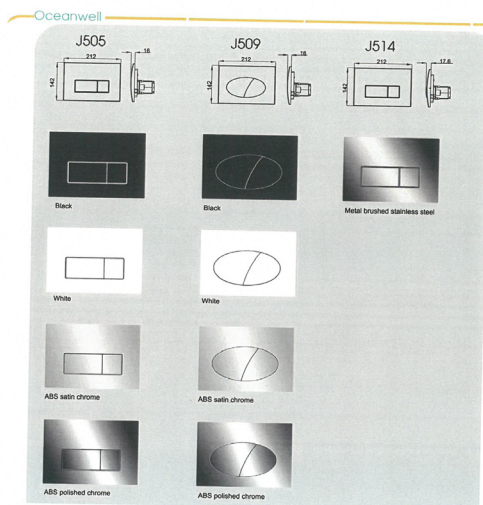 Oceanwell
J505 J509 J514
212 16 212 16 212 17.6
142 142 142
Black Black Metal brushed stainless steel
White White
ABS satin chrome ABS satin chrome
ABS polished chrome ABS polished chrome